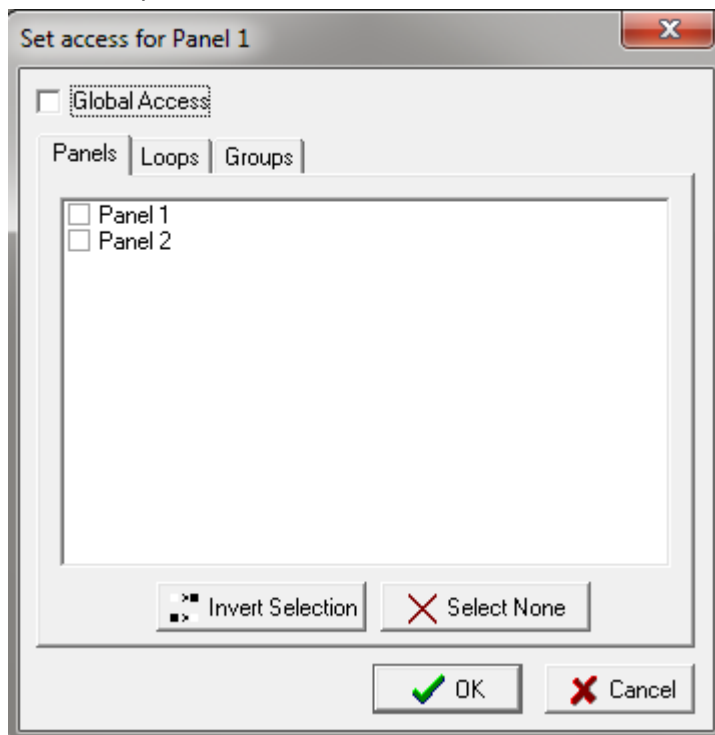 Set access for Panel 1
Global Access
Panels Loops Groups
Panel 1
Panel 2
Invert Selection Select None
OK Cancel